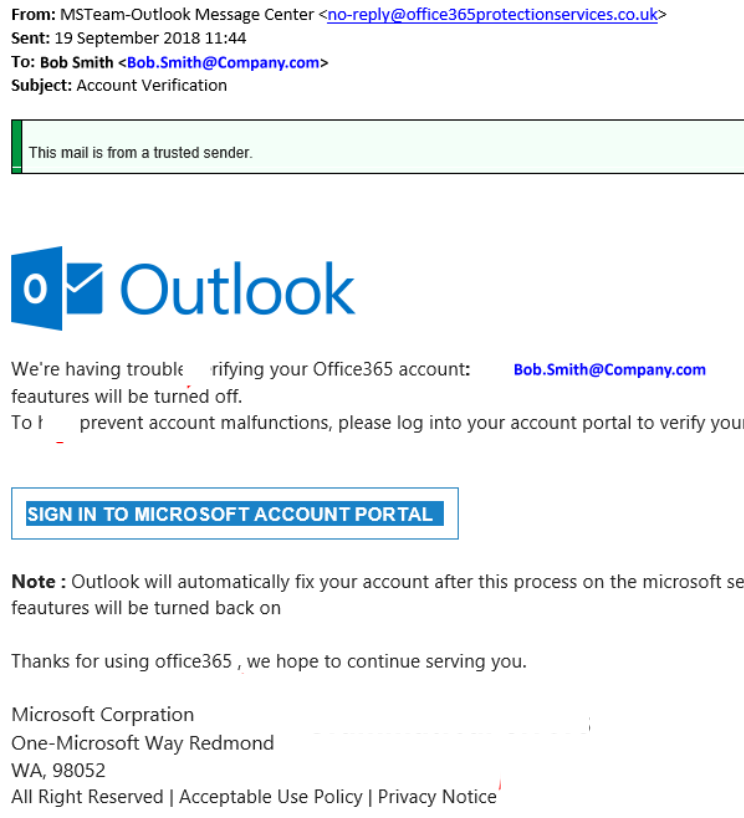 From: MSTeam-Outlook Message Center <no-reply@office365protectionservices.co.uk>
Sent: 19 September 2018 11:44
To: Bob Smith <Bob.Smith@Company.com>
Subject: Account Verification
This mail is from a trusted sender.
Outlook
We're having trouble your Office365 account: Bob.Smith@Company.com
feautures will be turned off.
To prevent account malfunctions, please log into your account portal to verify
SIGN IN TO MICROSOFT ACCOUNT PORTAL
Note : Outlook will automatically fix your account after this process on the microsoft
feautures will be turned back on
Thanks for using office365 , we hope to continue serving you.
Microsoft Corpration
One-Microsoft Way Redmond
WA, 98052
All Right Reserved | Acceptable Use Policy | Privacy Notice